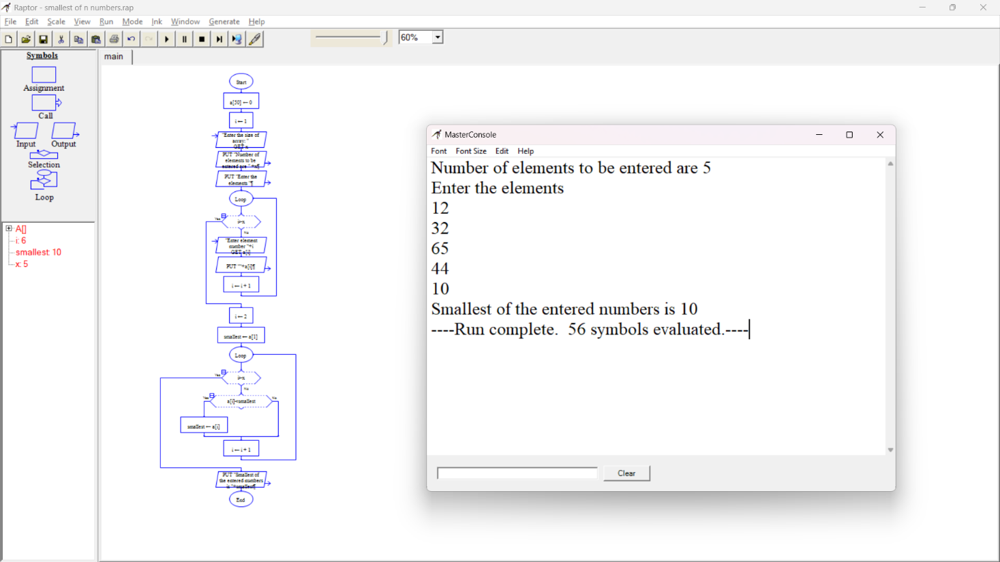 Raptor - smallest of n numbers.rap
File Edit Scale View Run Mode Ink Window Generate Help
60%
Symbols
Assignment
Call
Input Output
Selection
Loop
A[]
i: 6
smallest: 10
x: 5
main
Start
a[50] ← 0
i ← 1
"Enter the size of
array: "
GET x
PUT "Number of
elements to be
entered are "+x¶
PUT "Enter the
elements "¶
Loop
Yes
i>x
No
"Enter element
number "+i
GET a[i]
PUT ""+a[i]¶
i ← i + 1
i ← 2
smallest ← a[1]
Loop
Yes
i>x
No
Yes
No
a[i]<smallest
smallest ← a[i]
i ← i + 1
PUT "Smallest of
the entered numbers
is "+smallest¶
End
MasterConsole
Font Font Size Edit Help
Number of elements to be entered are 5
Enter the elements
12
32
65
44
10
Smallest of the entered numbers is 10
----Run complete.  56 symbols evaluated.----
Clear